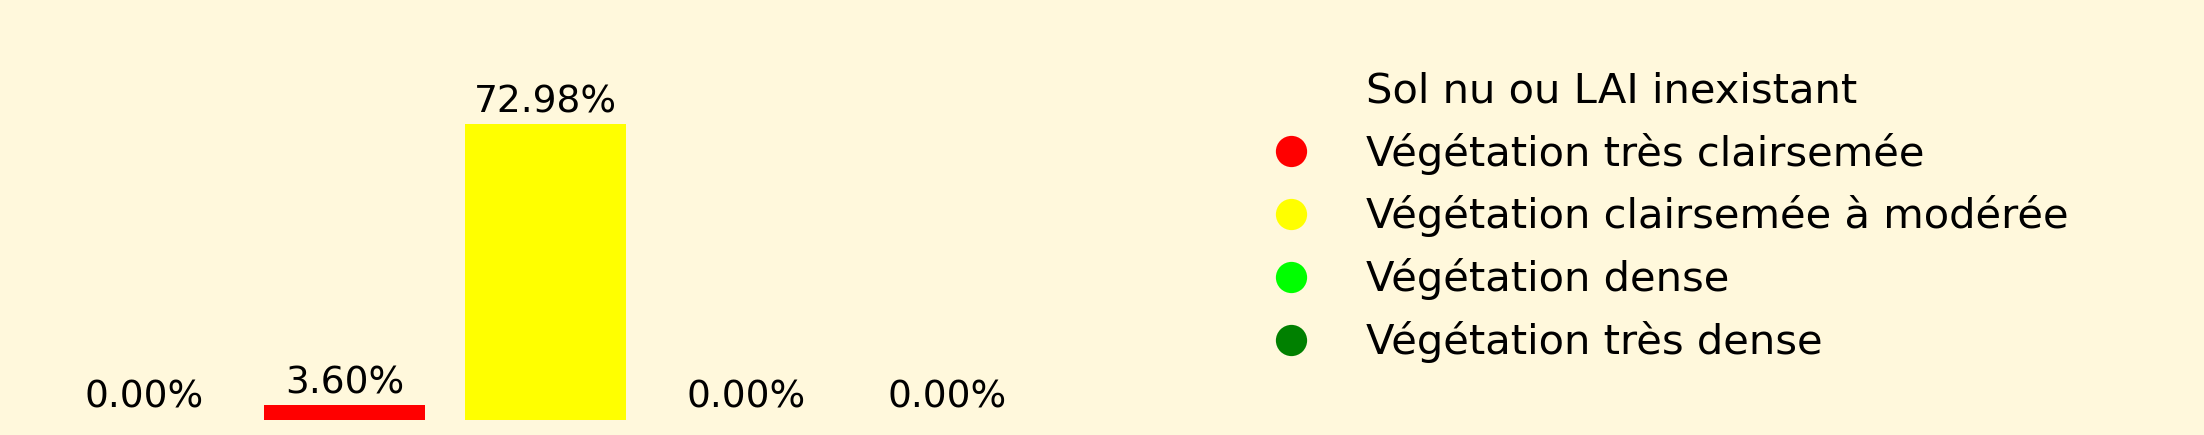 72.98%
3.60%
0.00%
0.00%
0.00%
Sol nu ou LAI inexistant
Végétation très clairsemée
Végétation clairsemée à modérée
Végétation dense
Végétation très dense